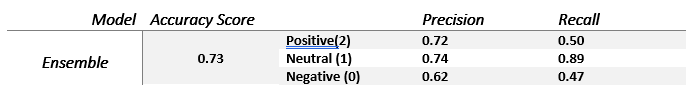 Model Accuracy Score Precision Recall
Positive(2) 0.72 0.50
Ensemble 0.73 Neutral (1) 0.74 0.89
Negative (0) 0.62 0.47